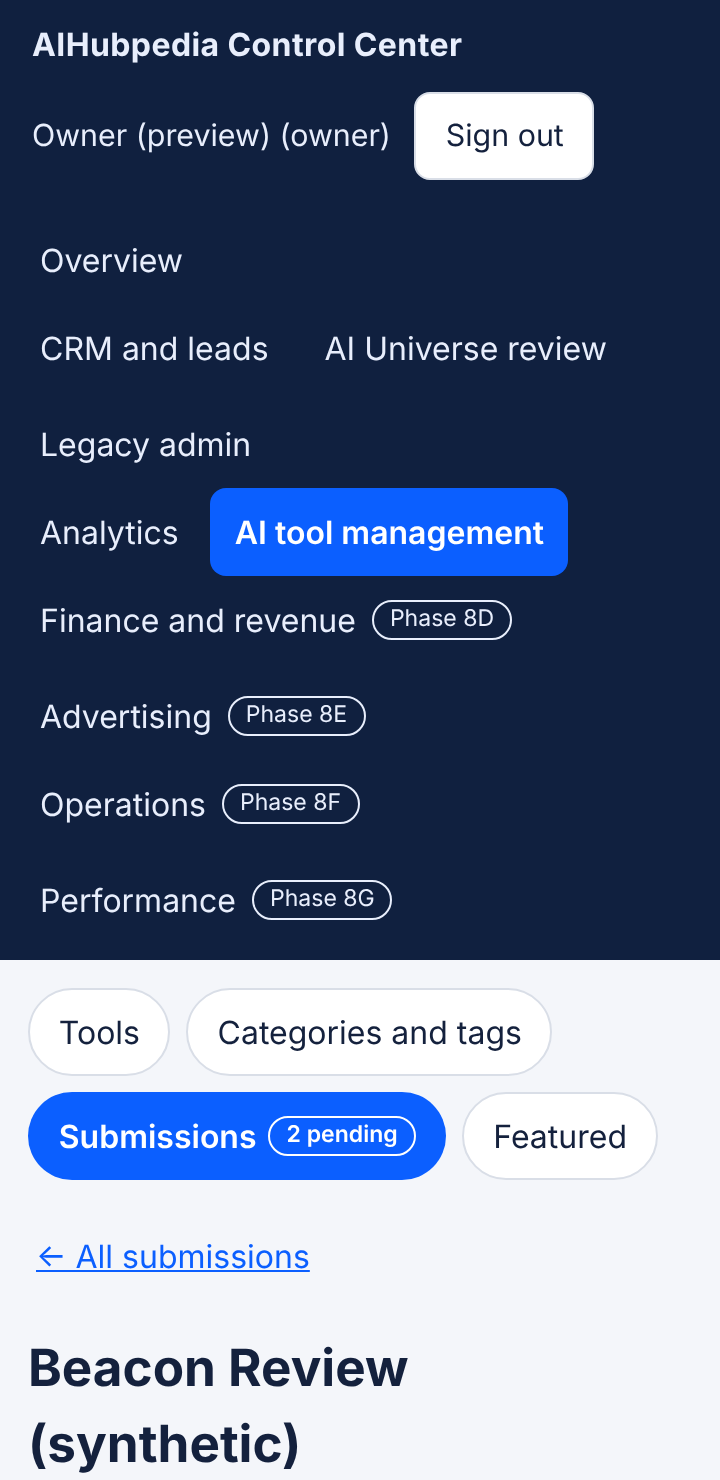 AIHubpedia Control Center
Owner (preview) (owner) Sign out
Overview
CRM and leads AI Universe review
Legacy admin
Analytics AI tool management
Finance and revenue Phase 8D
Advertising Phase 8E
Operations Phase 8F
Performance Phase 8G
Tools Categories and tags
Submissions 2 pending Featured
← All submissions
Beacon Review
(synthetic)